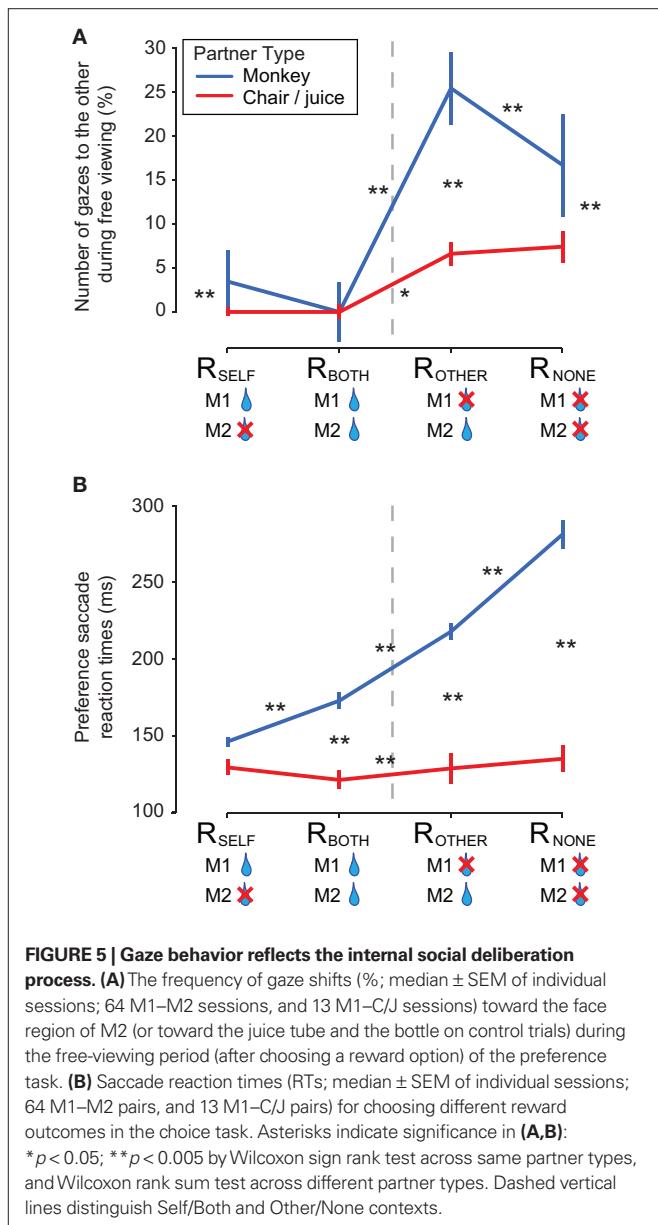 A
Partner Type
Monkey
Chair / juice
Number of gazes to the other
during free viewing (%)
30
25
20
15
10
5
0
**
**
*
**
**
**
R_SELF R_BOTH R_OTHER R_NONE
M1 M1 M1 M1
M2 M2 M2 M2
B
Preference saccade
reaction times (ms)
300
250
200
150
100
**
**
**
**
**
**
**
R_SELF R_BOTH R_OTHER R_NONE
M1 M1 M1 M1
M2 M2 M2 M2
FIGURE 5 | Gaze behavior reflects the internal social deliberation
process. (A) The frequency of gaze shifts (%; median ± SEM of individual
sessions; 64 M1–M2 sessions, and 13 M1–C/J sessions) toward the face
region of M2 (or toward the juice tube and the bottle on control trials) during
the free-viewing period (after choosing a reward option) of the preference
task. (B) Saccade reaction times (RTs; median ± SEM of individual sessions;
64 M1–M2 pairs, and 13 M1–C/J pairs) for choosing different reward
outcomes in the choice task. Asterisks indicate significance in (A,B):
*p < 0.05; **p < 0.005 by Wilcoxon sign rank test across same partner types,
and Wilcoxon rank sum test across different partner types. Dashed vertical
lines distinguish Self/Both and Other/None contexts.